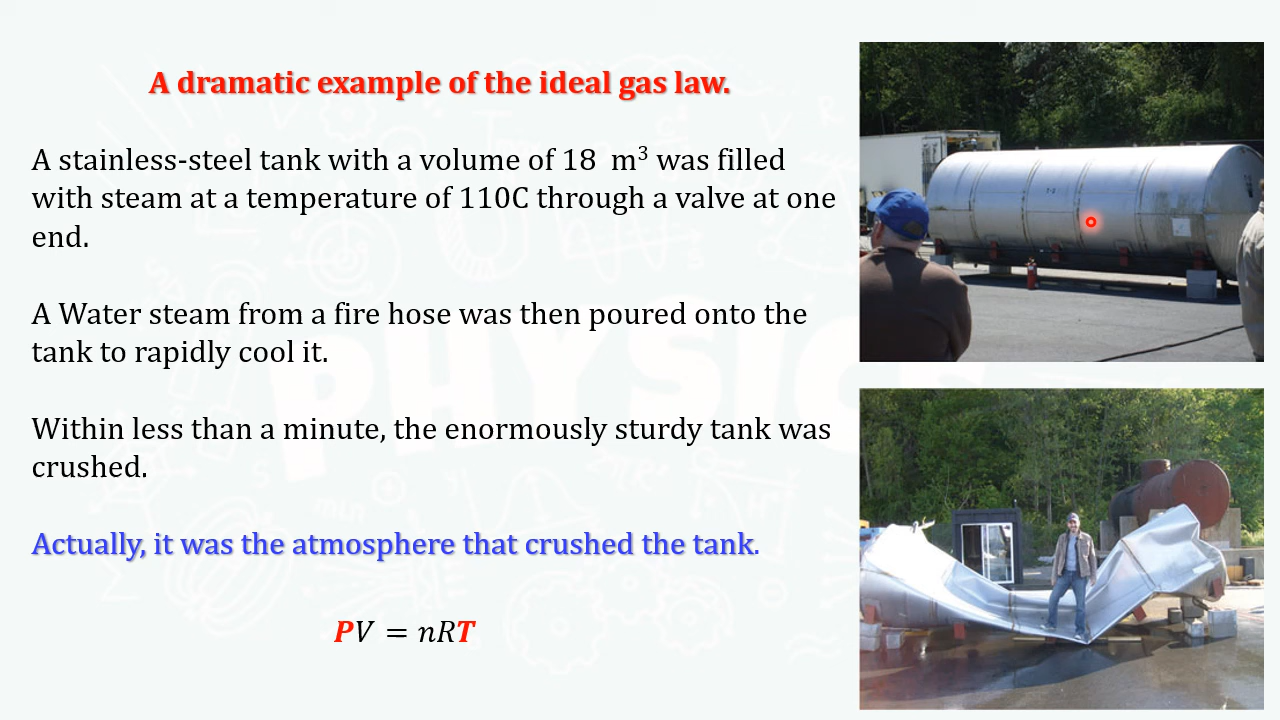 A dramatic example of the ideal gas law.
A stainless-steel tank with a volume of 18 m³ was filled
with steam at a temperature of 110C through a valve at one
end.
A Water steam from a fire hose was then poured onto the
tank to rapidly cool it.
Within less than a minute, the enormously sturdy tank was
crushed.
Actually, it was the atmosphere that crushed the tank.
PV = nRT
PHYSICS